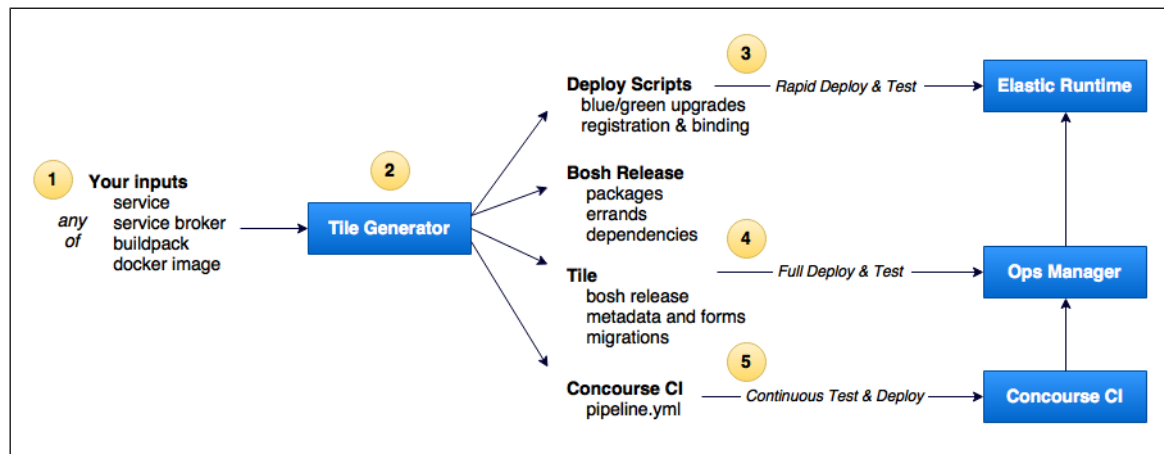 1
Your inputs
any
of
service
service broker
buildpack
docker image
2
Tile Generator
Deploy Scripts
blue/green upgrades
registration & binding
3
Rapid Deploy & Test
Elastic Runtime
Bosh Release
packages
errands
dependencies
Tile
bosh release
metadata and forms
migrations
4
Full Deploy & Test
Ops Manager
Concourse CI
pipeline.yml
5
Continuous Test & Deploy
Concourse CI